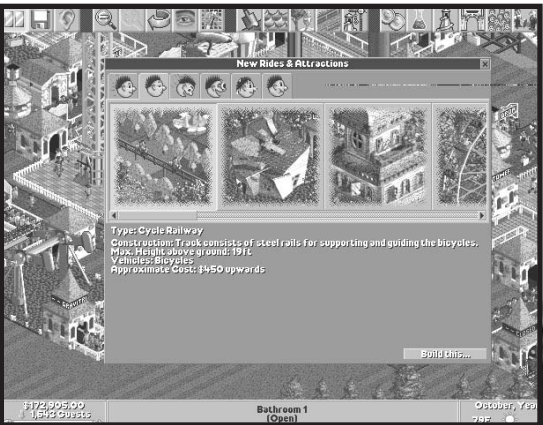 New Rides & Attractions
Type: Cycle Railway
Construction: Track consists of steel rails for supporting and guiding the bicycles.
Max. Height above ground: 19ft
Vehicles: Bicycles
Approximate Cost: $450 upwards
Build this...
$172,905.00
1,643 Guests
Bathroom 1
(Open)
October, Yea
79F